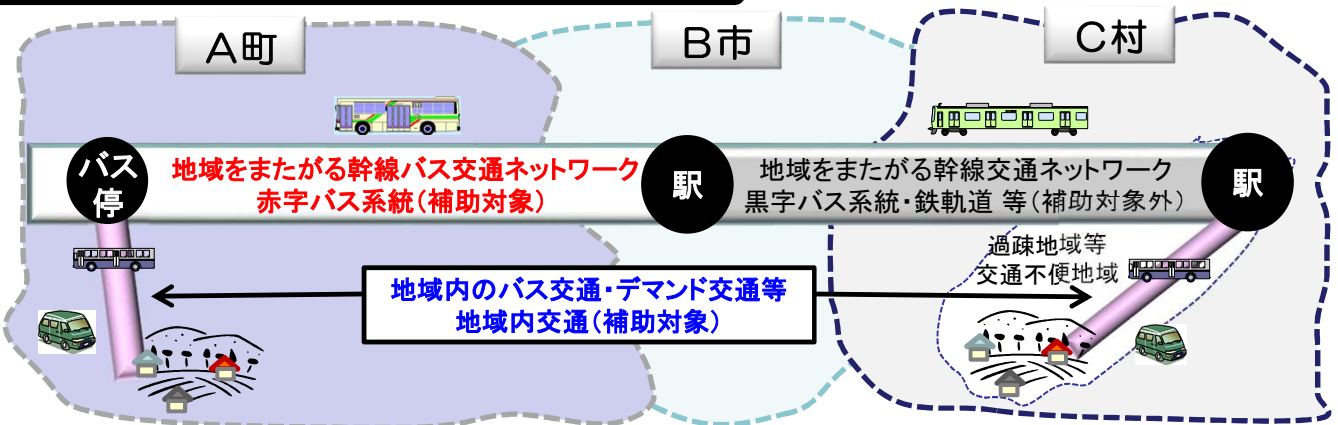 A町
B市
C村
バス
停
地域をまたがる幹線バス交通ネットワーク
赤字バス系統(補助対象)
駅
地域をまたがる幹線交通ネットワーク
黒字バス系統・鉄軌道 等(補助対象外)
駅
過疎地域等
交通不便地域
地域内のバス交通・デマンド交通等
地域内交通(補助対象)